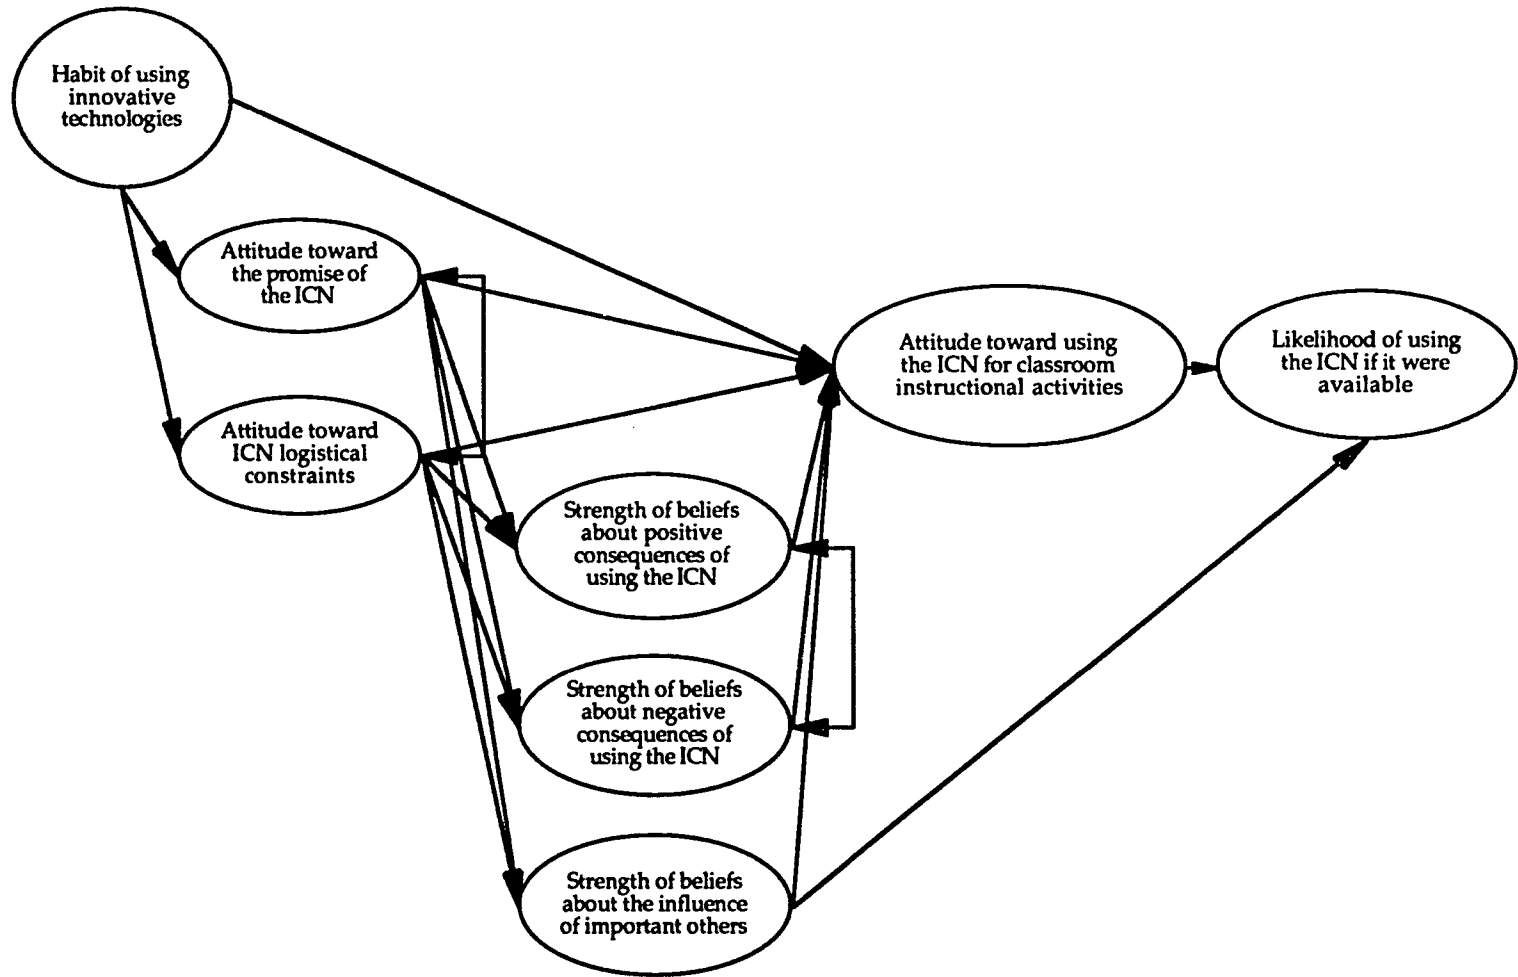 Habit of using
innovative
technologies
Attitude toward
the promise of
the ICN
Attitude toward
ICN logistical
constraints
Strength of beliefs
about positive
consequences of
using the ICN
Strength of beliefs
about negative
consequences of
using the ICN
Strength of beliefs
about the influence
of important others
Attitude toward using
the ICN for classroom
instructional activities
Likelihood of using
the ICN if it were
available